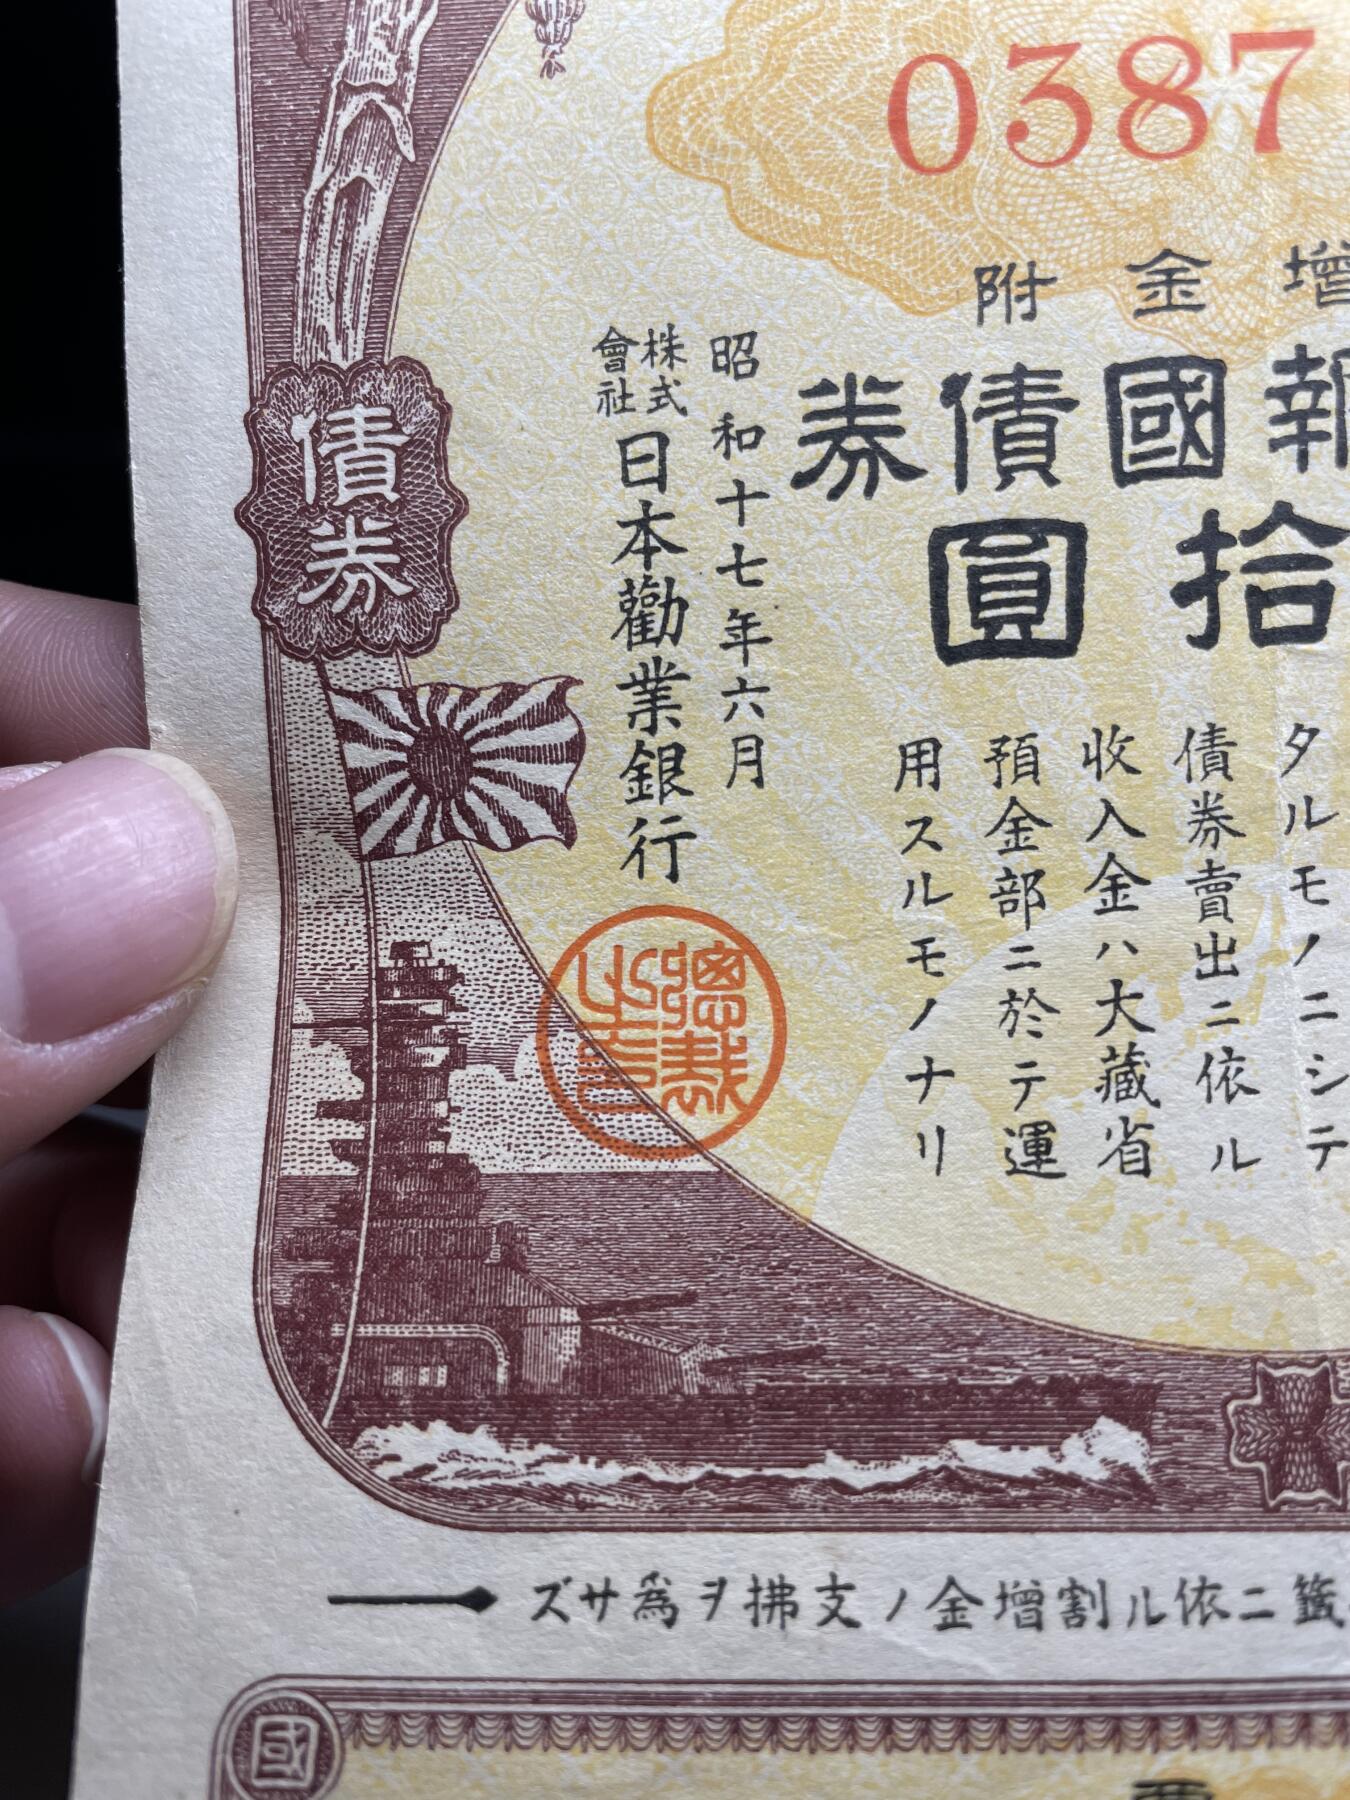 0387
増金附
報國債券
拾圓
タルモノニシテ
債券賣出ニ依ル
收入金ハ大藏省
預金部ニ於テ運
用スルモノナリ
昭和十七年六月
株式會社
日本勸業銀行
總裁之印
債券
籤ニ依ル割增金ノ支拂ヲ爲サズ
國